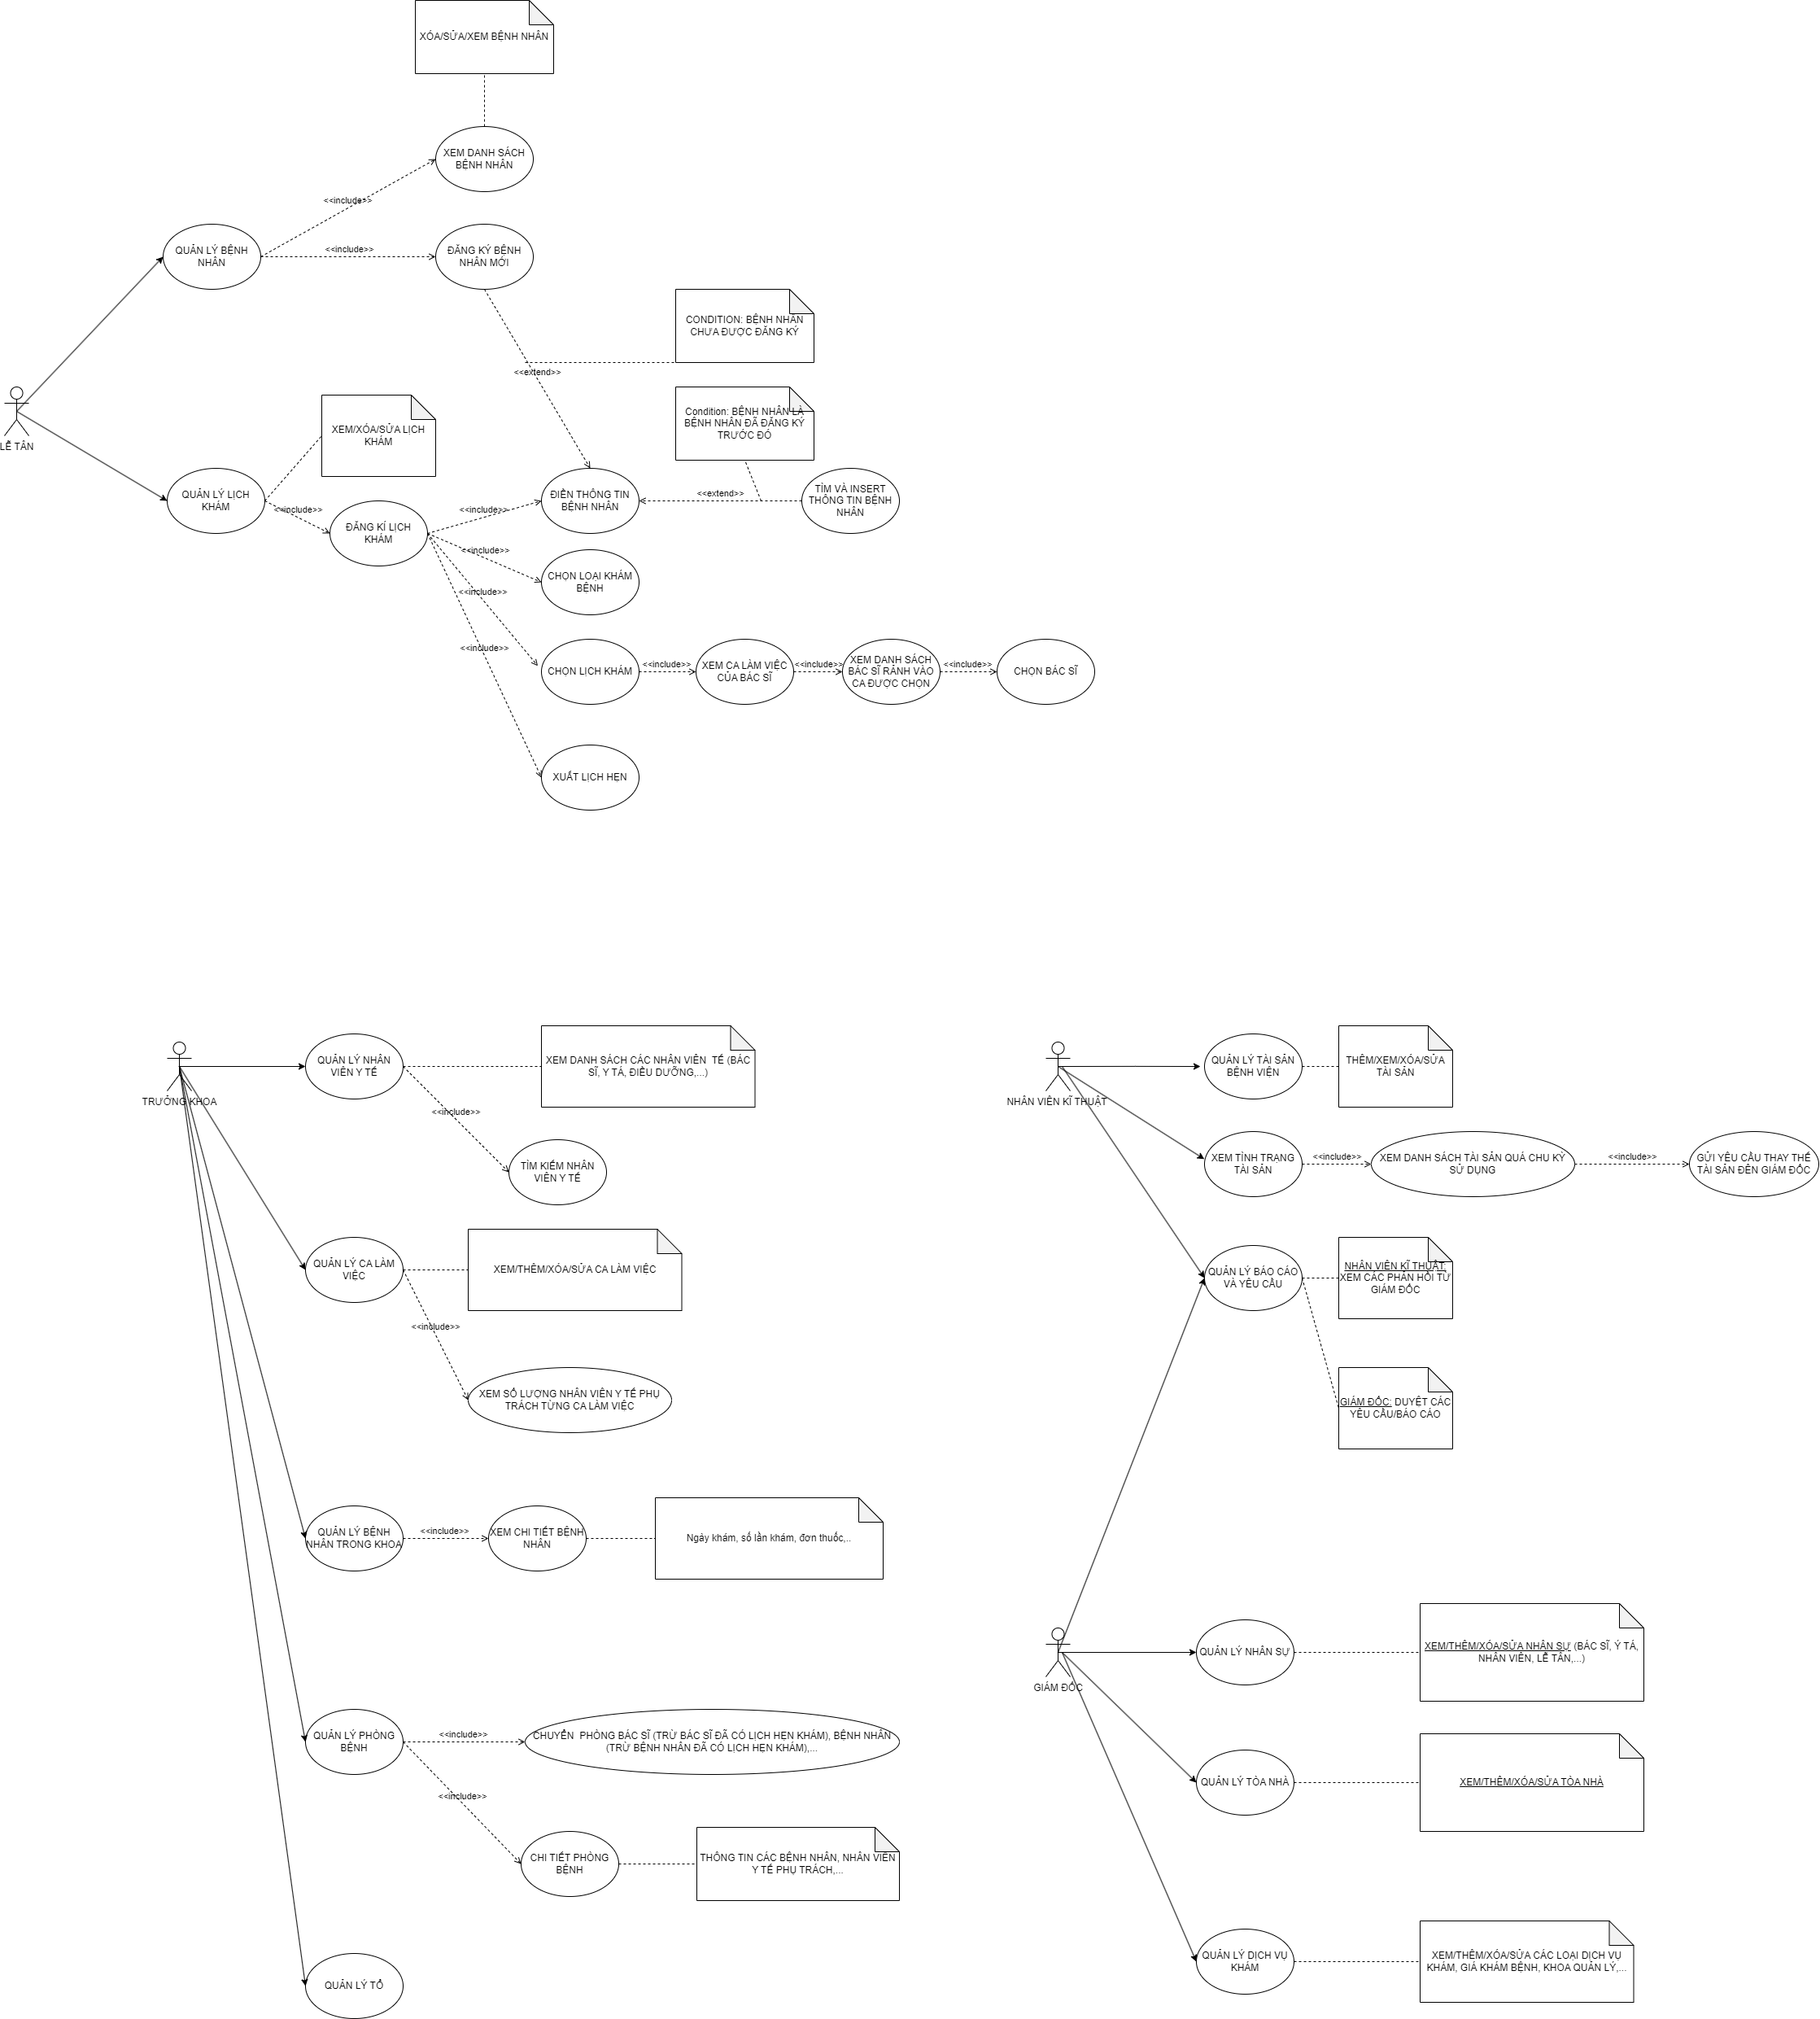 XÓA/SỬA/XEM BỆNH NHÂN
XEM DANH SÁCH
BỆNH NHÂN
<<include>>
QUẢN LÝ BỆNH
NHÂN
<<include>>
ĐĂNG KÝ BỆNH
NHÂN MỚI
CONDITION: BỆNH NHÂN
CHƯA ĐƯỢC ĐĂNG KÝ
<<extend>>
Condition: BỆNH NHÂN LÀ
BỆNH NHÂN ĐÃ ĐĂNG KÝ
TRƯỚC ĐÓ
LỄ TÂN
XEM/XÓA/SỬA LỊCH
KHÁM
QUẢN LÝ LỊCH
KHÁM
<<include>>
ĐĂNG KÍ LỊCH
KHÁM
<<include>>
ĐIỀN THÔNG TIN
BỆNH NHÂN
<<extend>>
TÌM VÀ INSERT
THÔNG TIN BỆNH
NHÂN
<<include>>
CHỌN LOẠI KHÁM
BỆNH
<<include>>
<<include>>
CHỌN LỊCH KHÁM
<<include>>
XEM CA LÀM VIỆC
CỦA BÁC SĨ
<<include>>
XEM DANH SÁCH
BÁC SĨ RẢNH VÀO
CA ĐƯỢC CHỌN
<<include>>
CHỌN BÁC SĨ
XUẤT LỊCH HẸN
TRƯỞNG KHOA
QUẢN LÝ NHÂN
VIÊN Y TẾ
XEM DANH SÁCH CÁC NHÂN VIÊN  TẾ (BÁC
SĨ, Y TÁ, ĐIỀU DƯỠNG,...)
<<include>>
TÌM KIẾM NHÂN
VIÊN Y TẾ
QUẢN LÝ CA LÀM
VIỆC
XEM/THÊM/XÓA/SỬA CA LÀM VIỆC
<<include>>
XEM SỐ LƯỢNG NHÂN VIÊN Y TẾ PHỤ
TRÁCH TỪNG CA LÀM VIỆC
QUẢN LÝ BỆNH
NHÂN TRONG KHOA
<<include>>
XEM CHI TIẾT BỆNH
NHÂN
Ngày khám, số lần khám, đơn thuốc,..
QUẢN LÝ PHÒNG
BỆNH
<<include>>
CHUYỂN  PHÒNG BÁC SĨ (TRỪ BÁC SĨ ĐÃ CÓ LỊCH HẸN KHÁM), BỆNH NHÂN
(TRỪ BỆNH NHÂN ĐÃ CÓ LỊCH HẸN KHÁM),...
<<include>>
CHI TIẾT PHÒNG
BỆNH
THÔNG TIN CÁC BỆNH NHÂN, NHÂN VIÊN
Y TẾ PHỤ TRÁCH,...
QUẢN LÝ TỔ
NHÂN VIÊN KĨ THUẬT
QUẢN LÝ TÀI SẢN
BỆNH VIỆN
THÊM/XEM/XÓA/SỬA
TÀI SẢN
XEM TÌNH TRẠNG
TÀI SẢN
<<include>>
XEM DANH SÁCH TÀI SẢN QUÁ CHU KỲ
SỬ DỤNG
<<include>>
GỬI YÊU CẦU THAY THẾ
TÀI SẢN ĐẾN GIÁM ĐỐC
QUẢN LÝ BÁO CÁO
VÀ YÊU CẦU
NHÂN VIÊN KĨ THUẬT:
XEM CÁC PHẢN HỒI TỪ
GIÁM ĐỐC
GIÁM ĐỐC: DUYỆT CÁC
YÊU CẦU/BÁO CÁO
GIÁM ĐỐC
QUẢN LÝ NHÂN SỰ
XEM/THÊM/XÓA/SỬA NHÂN SỰ (BÁC SĨ, Ý TÁ,
NHÂN VIÊN, LỄ TÂN,...)
QUẢN LÝ TÒA NHÀ
XEM/THÊM/XÓA/SỬA TÒA NHÀ
QUẢN LÝ DỊCH VỤ
KHÁM
XEM/THÊM/XÓA/SỬA CÁC LOẠI DỊCH VỤ
KHÁM, GIÁ KHÁM BỆNH, KHOA QUẢN LÝ,...